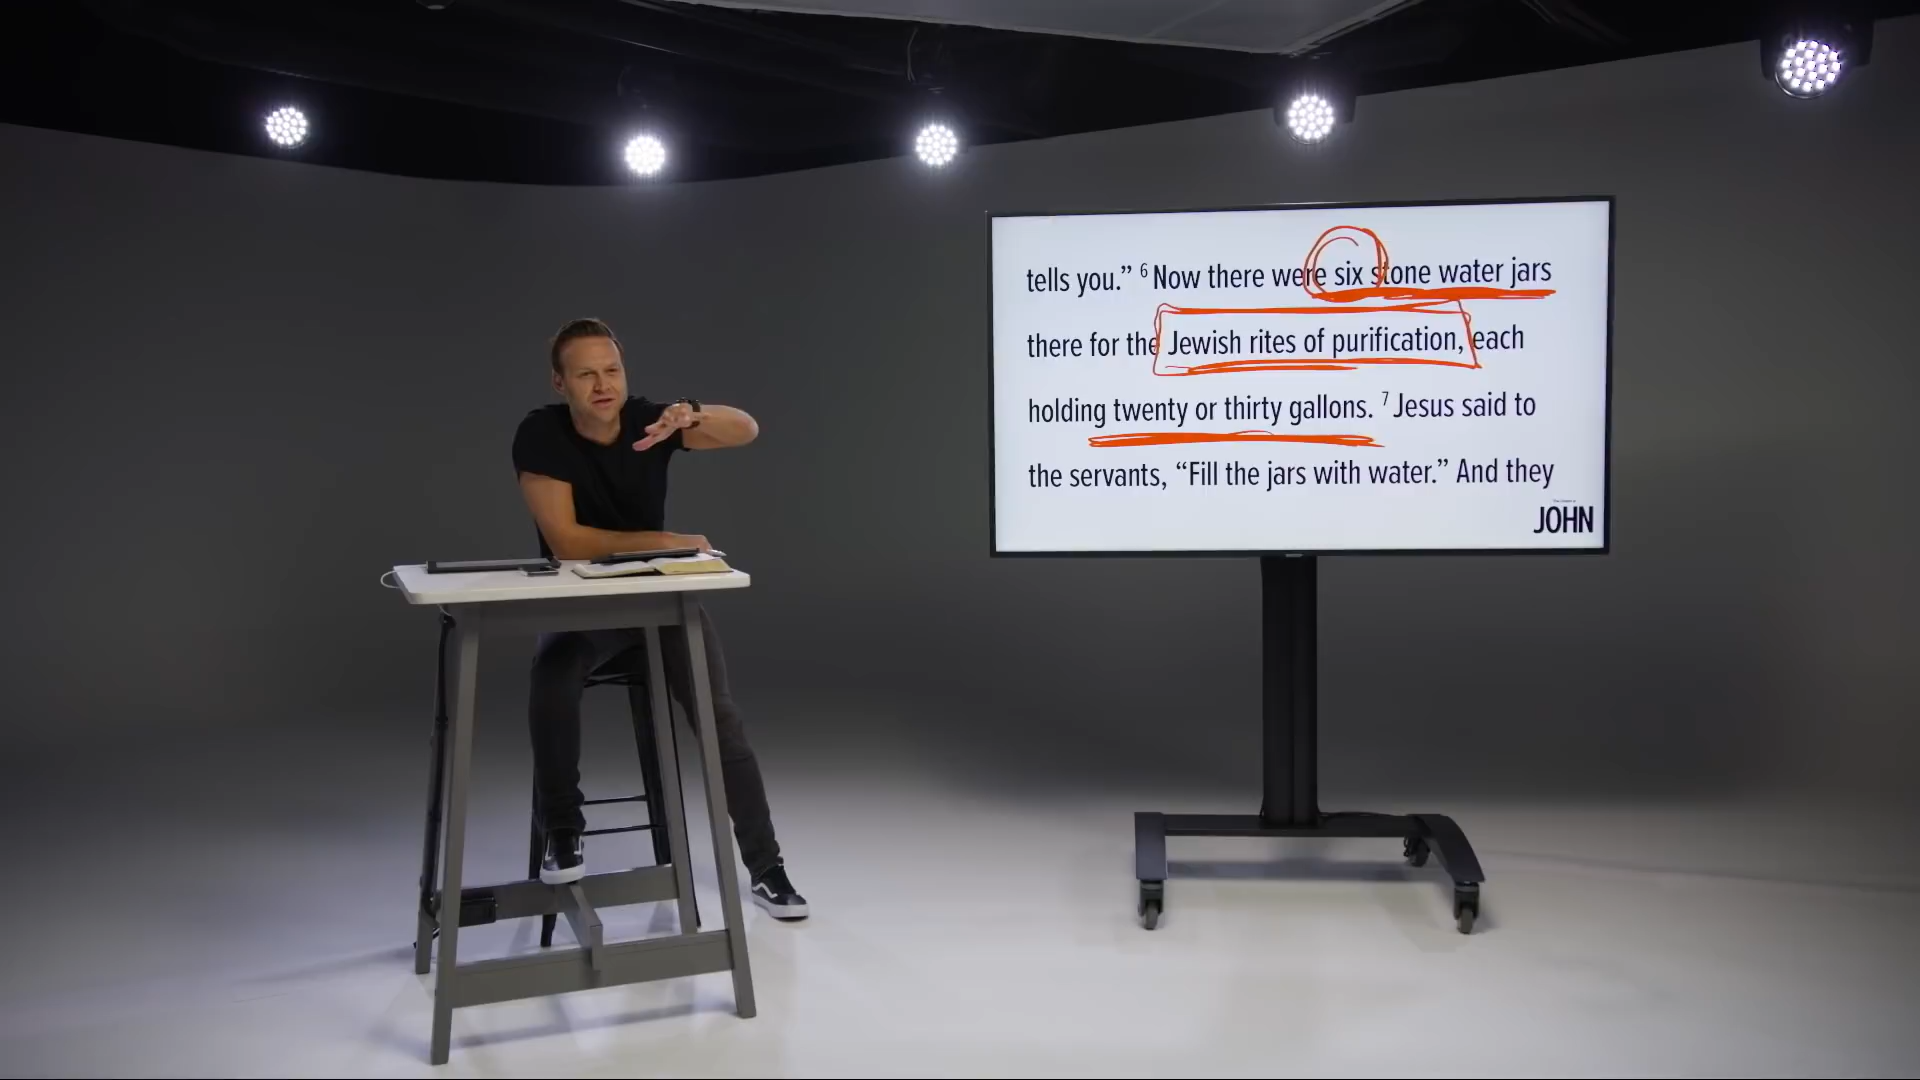 tells you.” ⁶ Now there were six stone water jars
there for the Jewish rites of purification, each
holding twenty or thirty gallons. ⁷ Jesus said to
the servants, “Fill the jars with water.” And they
JOHN